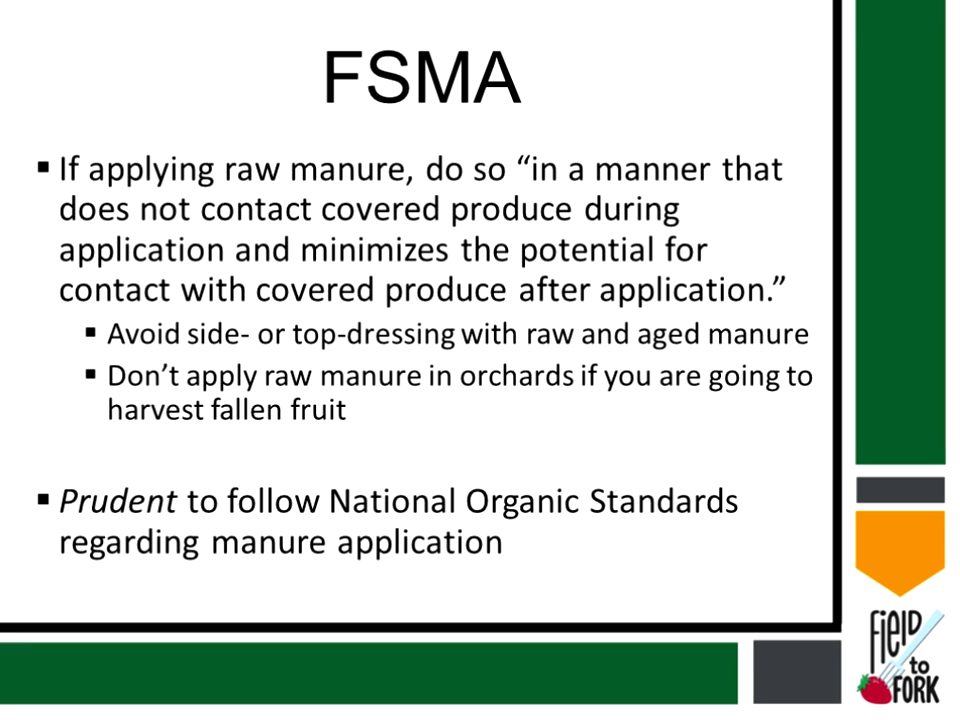 FSMA
▪ If applying raw manure, do so “in a manner that
does not contact covered produce during
application and minimizes the potential for
contact with covered produce after application.”
▪ Avoid side- or top-dressing with raw and aged manure
▪ Don’t apply raw manure in orchards if you are going to
harvest fallen fruit
▪ Prudent to follow National Organic Standards
regarding manure application
FiELD
to
FORK